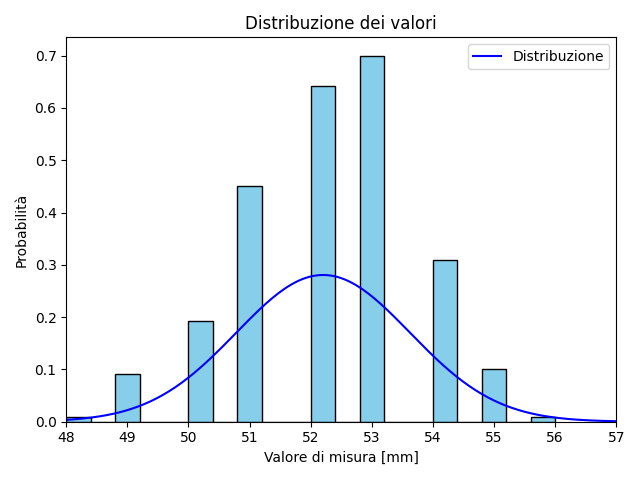 Distribuzione dei valori
Distribuzione
Probabilità
0.7
0.6
0.5
0.4
0.3
0.2
0.1
0.0
48 49 50 51 52 53 54 55 56 57
Valore di misura [mm]